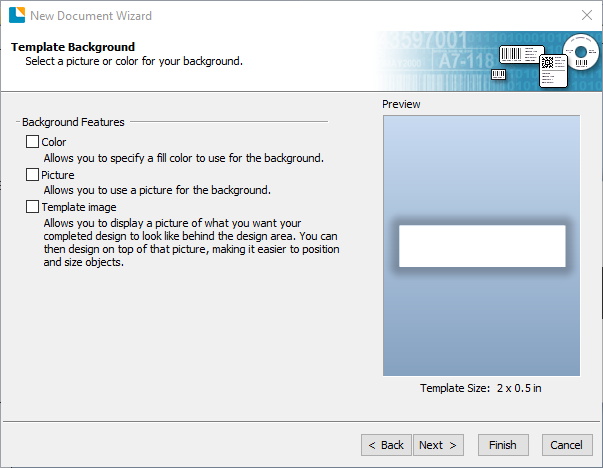 New Document Wizard
Template Background
Select a picture or color for your background.
3597001
A7-118
Preview
Background Features
Color
Allows you to specify a fill color to use for the background.
Picture
Allows you to use a picture for the background.
Template image
Allows you to display a picture of what you want your
completed design to look like behind the design area. You can
then design on top of that picture, making it easier to position
and size objects.
Template Size: 2 x 0.5 in
< Back
Next >
Finish
Cancel